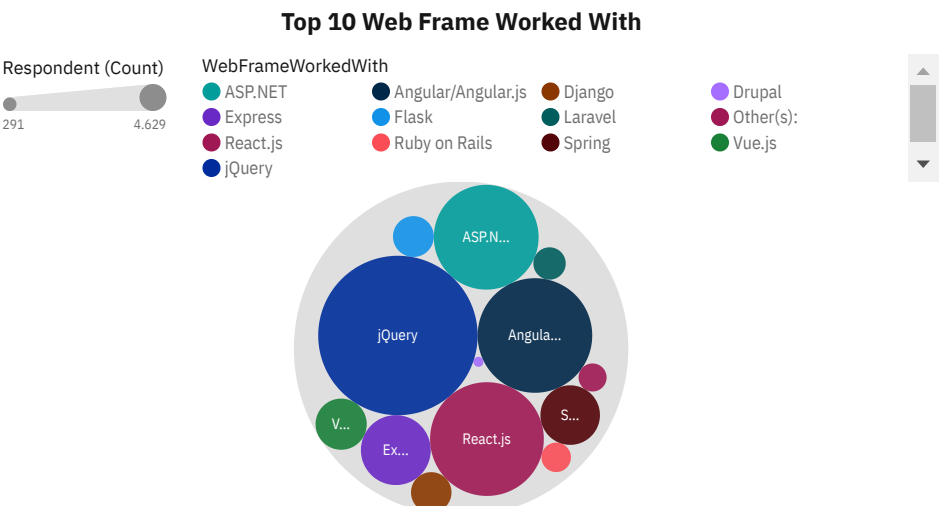 Top 10 Web Frame Worked With
Respondent (Count)
291
4.629
WebFrameWorkedWith
ASP.NET
Angular/Angular.js
Django
Drupal
Express
Flask
Laravel
Other(s):
React.js
Ruby on Rails
Spring
Vue.js
jQuery
ASP.N...
jQuery
Angula...
V...
Ex...
React.js
S...